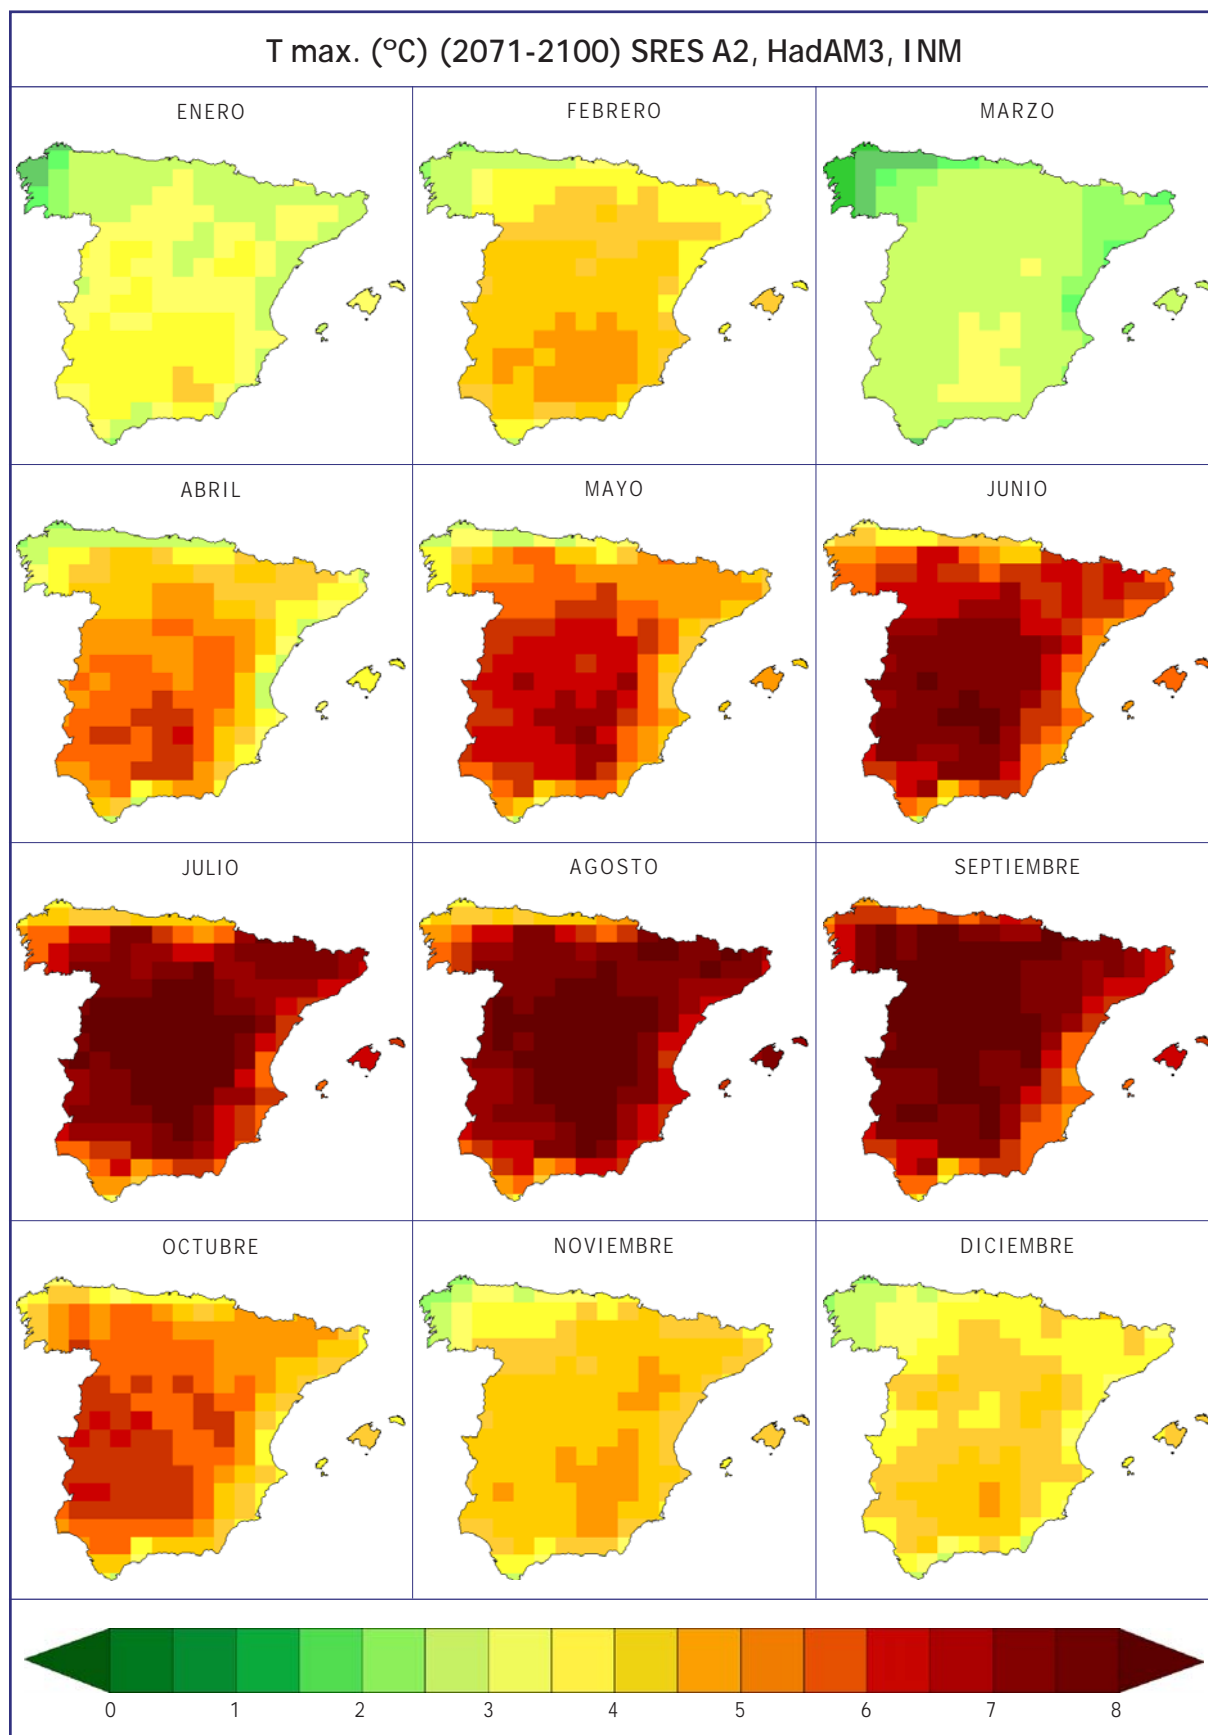 T max. (ºC) (2071-2100) SRES A2, HadAM3, INM
ENERO
FEBRERO
MARZO
ABRIL
MAYO
JUNIO
JULIO
AGOSTO
SEPTIEMBRE
OCTUBRE
NOVIEMBRE
DICIEMBRE
0 1 2 3 4 5 6 7 8